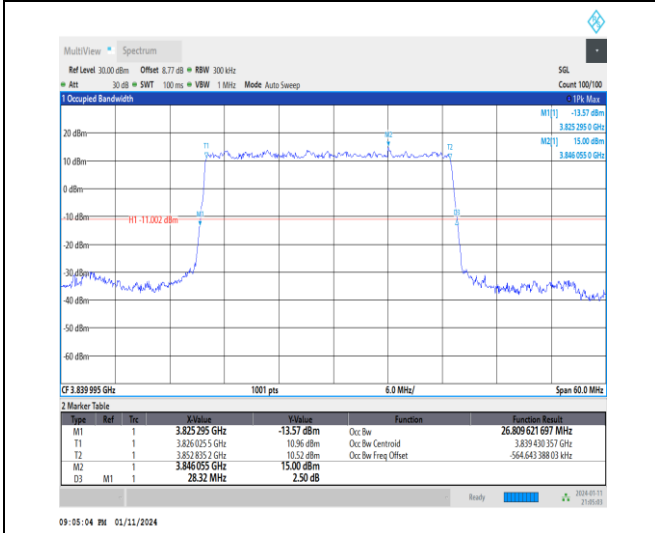 MultiView Spectrum
Ref Level 30.00 dBm Offset 8.77 dB RBW 300 kHz SGL
Att 30 dB SWT 100 ms VBW 1 MHz Mode Auto Sweep Count 100/100
1 Occupied Bandwidth 1Pk Max
M1[1] -13.57 dBm
3.825 295 0 GHz
M2[1] 15.00 dBm
3.846 055 0 GHz
20 dBm
T1
M2
T2
10 dBm
0 dBm
-10 dBm
M1
D3
H1 -11.002 dBm
-20 dBm
-30 dBm
-40 dBm
-50 dBm
-60 dBm
CF 3.839 995 GHz 1001 pts 6.0 MHz/ Span 60.0 MHz
2 Marker Table
Type Ref Trc X-Value Y-Value Function Function Result
M1 1 3.825 295 GHz -13.57 dBm Occ Bw 26.809 621 697 MHz
T1 1 3.826 025 5 GHz 10.96 dBm Occ Bw Centroid 3.839 430 357 GHz
T2 1 3.852 835 2 GHz 10.52 dBm Occ Bw Freq Offset -564.643 388 03 kHz
M2 1 3.846 055 GHz 15.00 dBm
D3 M1 1 28.32 MHz 2.50 dB
Ready 2024-01-11
21:05:03
09:05:04 PM 01/11/2024